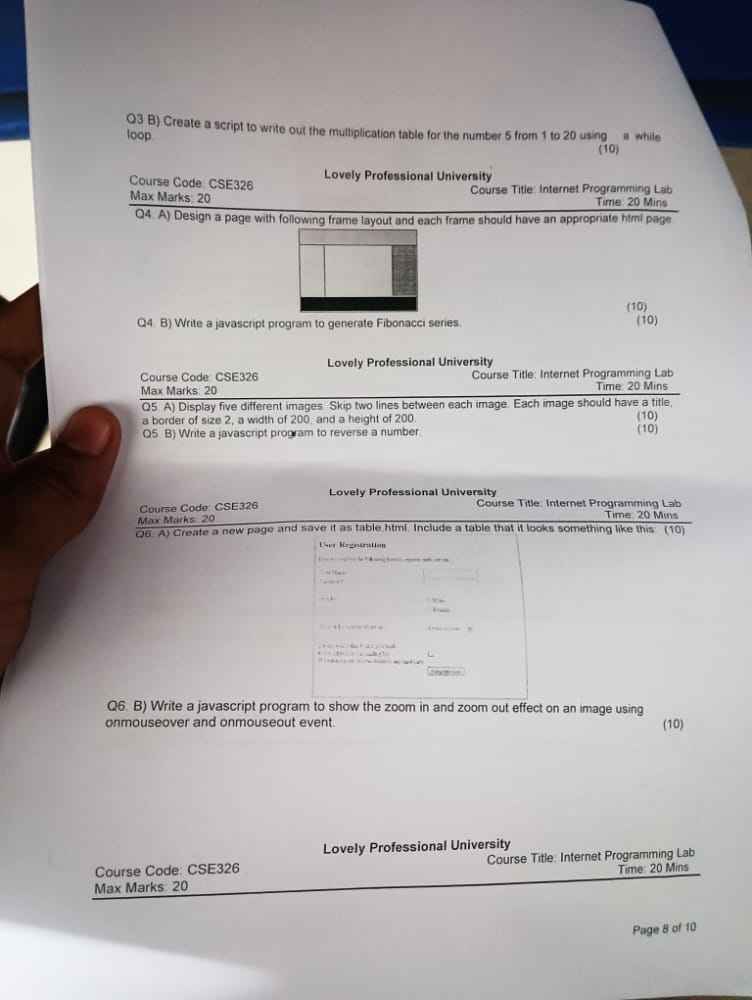 Q3 B) Create a script to write out the multiplication table for the number 5 from 1 to 20 using a while
loop.
(10)
Lovely Professional University
Course Code: CSE326
Course Title: Internet Programming Lab
Max Marks: 20
Time: 20 Mins
Q4. A) Design a page with following frame layout and each frame should have an appropriate html page.
(10)
Q4. B) Write a javascript program to generate Fibonacci series.
(10)
Lovely Professional University
Course Code: CSE326
Course Title: Internet Programming Lab
Max Marks: 20
Time: 20 Mins
Q5. A) Display five different images. Skip two lines between each image. Each image should have a title,
a border of size 2, a width of 200, and a height of 200.
(10)
Q5. B) Write a javascript program to reverse a number.
(10)
Lovely Professional University
Course Code: CSE326
Course Title: Internet Programming Lab
Max Marks: 20
Time: 20 Mins
Q6. A) Create a new page and save it as table.html. Include a table that it looks something like this: (10)
User Registration
Male
Female
Q6. B) Write a javascript program to show the zoom in and zoom out effect on an image using
onmouseover and onmouseout event.
(10)
Lovely Professional University
Course Code: CSE326
Course Title: Internet Programming Lab
Max Marks: 20
Time: 20 Mins
Page 8 of 10